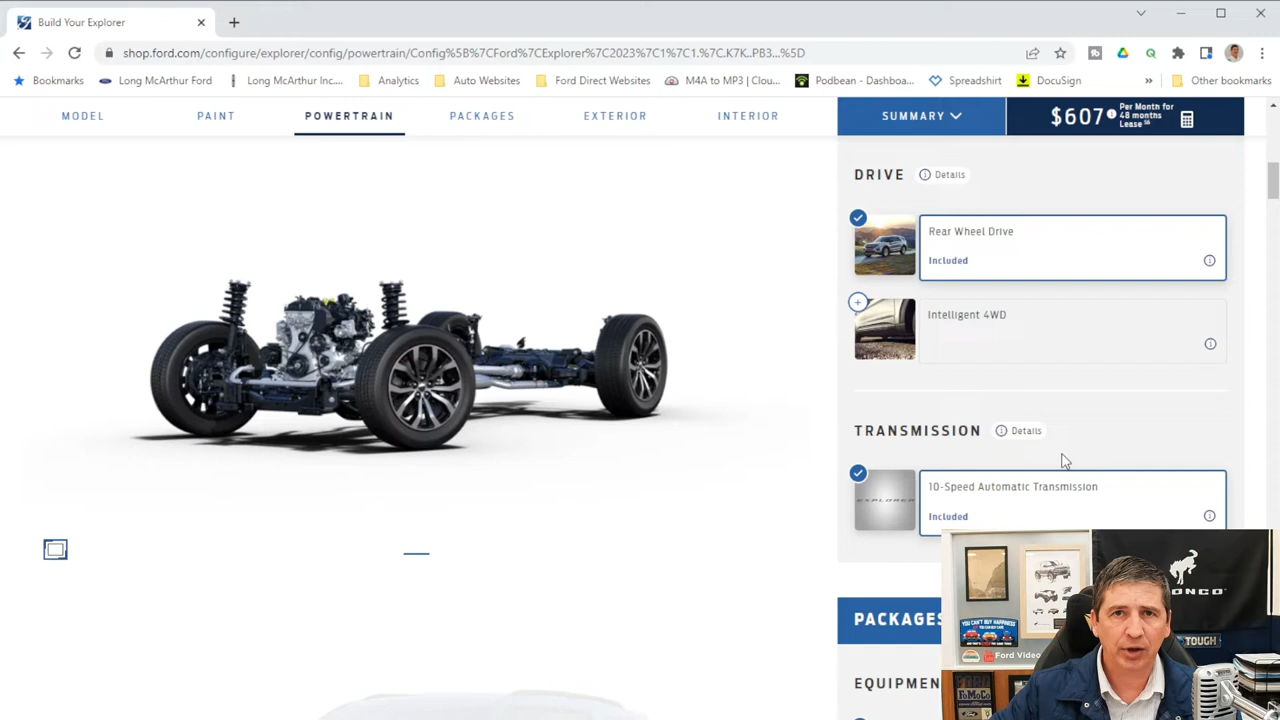 Build Your Explorer
shop.ford.com/configure/explorer/config/powertrain/Config%5B%7CFord%7CExplorer%7C2023%7C1%7C1.%7C.K7K..PB3...%5D
Bookmarks
Long McArthur Ford
Long McArthur Inc....
Analytics
Auto Websites
Ford Direct Websites
M4A to MP3 | Clou...
Podbean - Dashboa...
Spreadshirt
DocuSign
»
Other bookmarks
MODEL
PAINT
POWERTRAIN
PACKAGES
EXTERIOR
INTERIOR
SUMMARY
$607
Per Month for
48 months
Lease
DRIVE
Details
Rear Wheel Drive
Included
Intelligent 4WD
TRANSMISSION
Details
EXPLORER
10-Speed Automatic Transmission
Included
PACKAGES
EQUIPMEN
YOU CAN'T BUY HAPPINESS
Ford Video
ONCO
TOUGH
FORD
FoMoCo